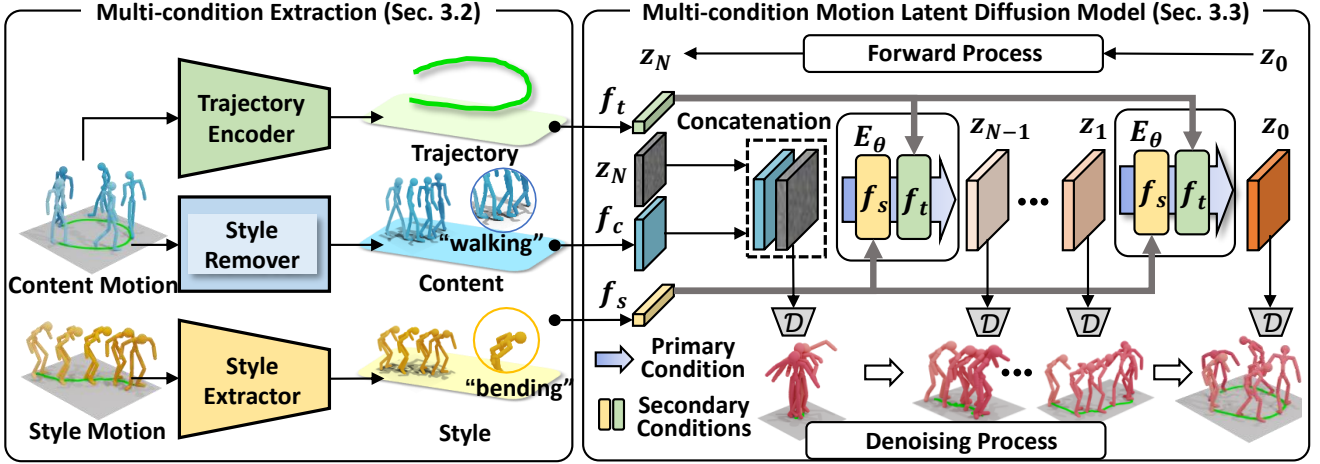 Multi-condition Extraction (Sec. 3.2)
Trajectory
Encoder
Trajectory
Content Motion
Style
Remover
"walking"
Content
Style Motion
Style
Extractor
"bending"
Style
Multi-condition Motion Latent Diffusion Model (Sec. 3.3)
z_N
Forward Process
z_0
f_t
Concatenation
z_N
f_c
f_s
E_θ
f_s
f_t
z_{N−1}
z_1
E_θ
f_s
f_t
z_0
D
D
D
D
Primary
Condition
Secondary
Conditions
Denoising Process